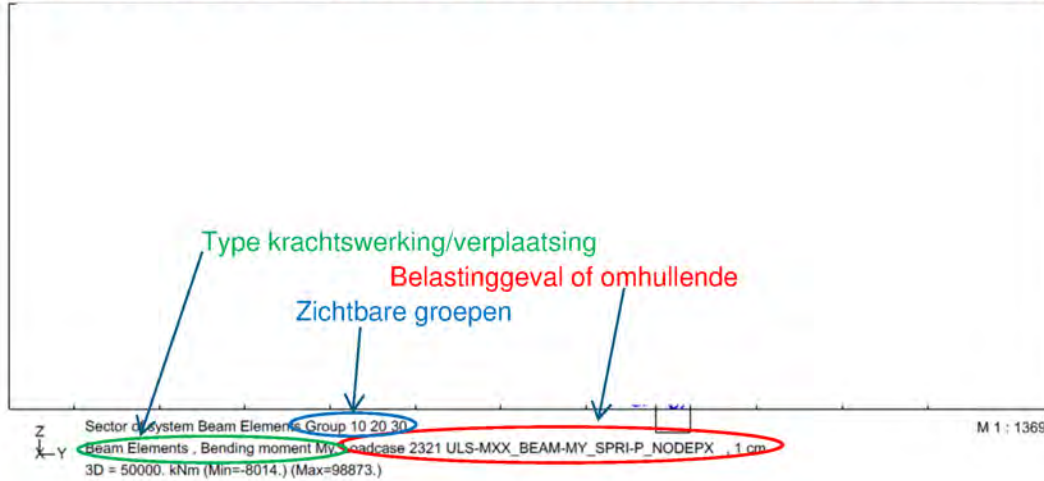 Type krachtswerking/verplaatsing
Belastinggeval of omhullende
Zichtbare groepen
Sector of system Beam Elements Group 10 20 30
M 1 : 1369
Z
X Y
Beam Elements , Bending moment My, Loadcase 2321 ULS-MXX_BEAM-MY_SPRI-P_NODEPX , 1 cm
3D = 50000. kNm (Min=-8014.) (Max=98873.)